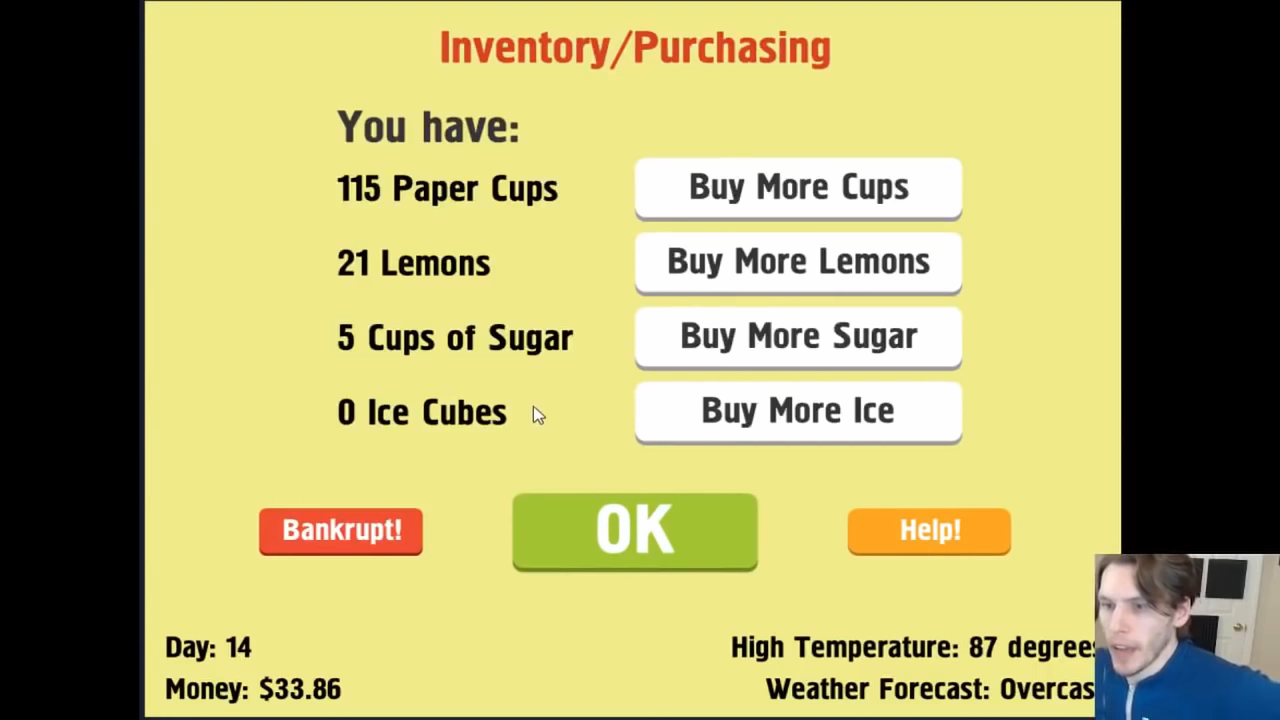 Inventory/Purchasing
You have:
115 Paper Cups
Buy More Cups
21 Lemons
Buy More Lemons
5 Cups of Sugar
Buy More Sugar
0 Ice Cubes
Buy More Ice
Bankrupt!
OK
Help!
Day: 14
High Temperature: 87 degrees
Money: $33.86
Weather Forecast: Overcas